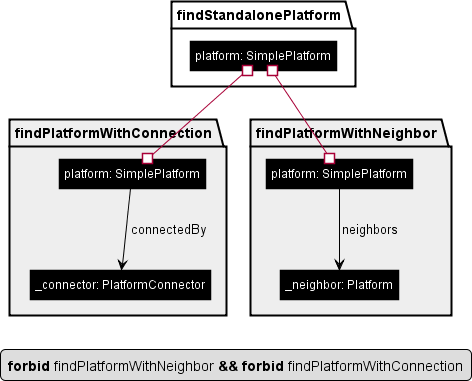 findStandalonePlatform
platform: SimplePlatform
findPlatformWithConnection
platform: SimplePlatform
connectedBy
_connector: PlatformConnector
findPlatformWithNeighbor
platform: SimplePlatform
neighbors
_neighbor: Platform
forbid findPlatformWithNeighbor && forbid findPlatformWithConnection